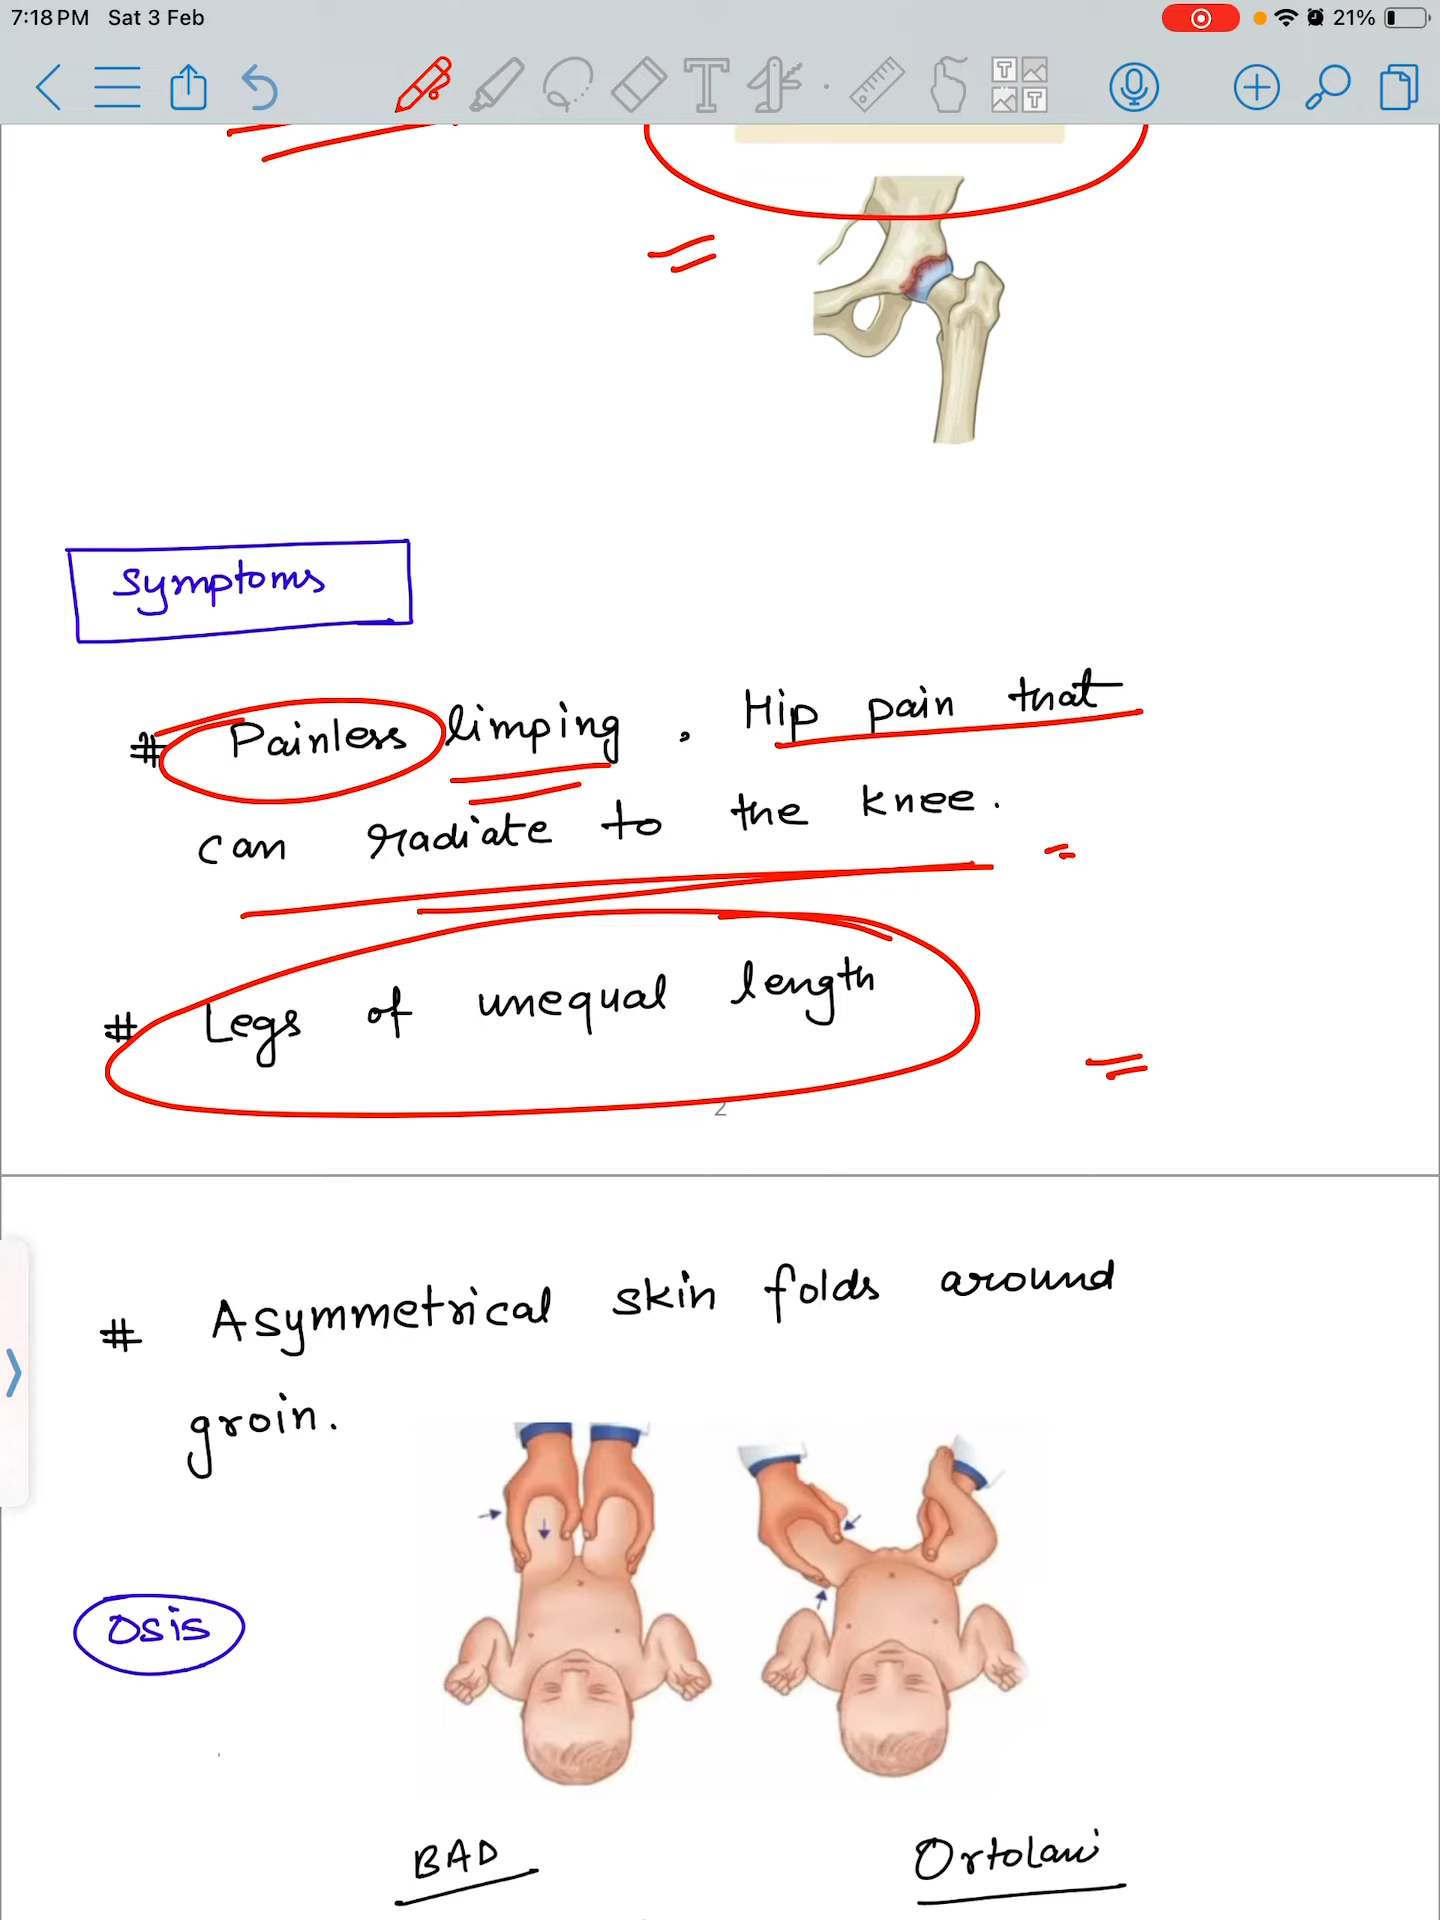 7:18 PM Sat 3 Feb
21%
Symptoms
# Painless limping, Hip pain that
can radiate to the knee.
# Legs of unequal length
2
# Asymmetrical skin folds around
groin.
OSIS
BAD
Ortolani